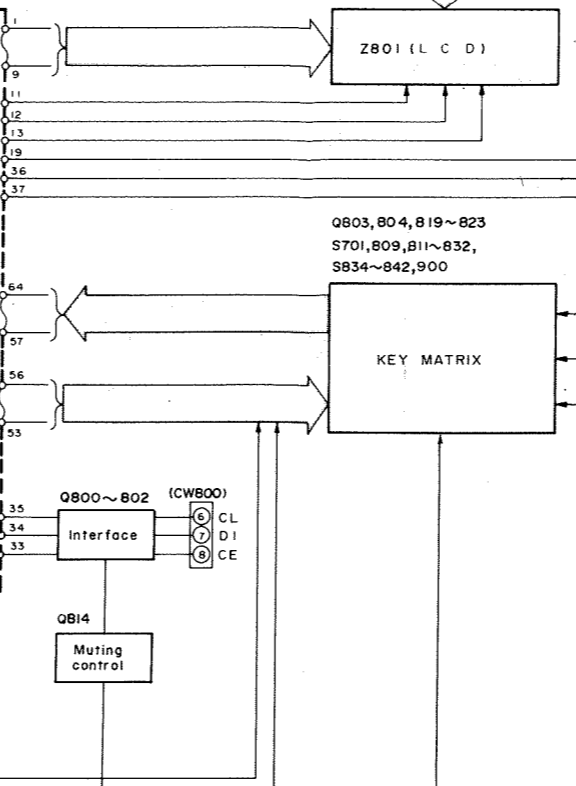 1
9
Z801 (L C D)
11
12
13
19
36
37
Q803, 804, 819~823
S701, 809, 811~832,
S834~842, 900
64
57
KEY MATRIX
56
53
Q800~802
(CW800)
35
34
33
Interface
6 CL
7 DI
8 CE
Q814
Muting
control